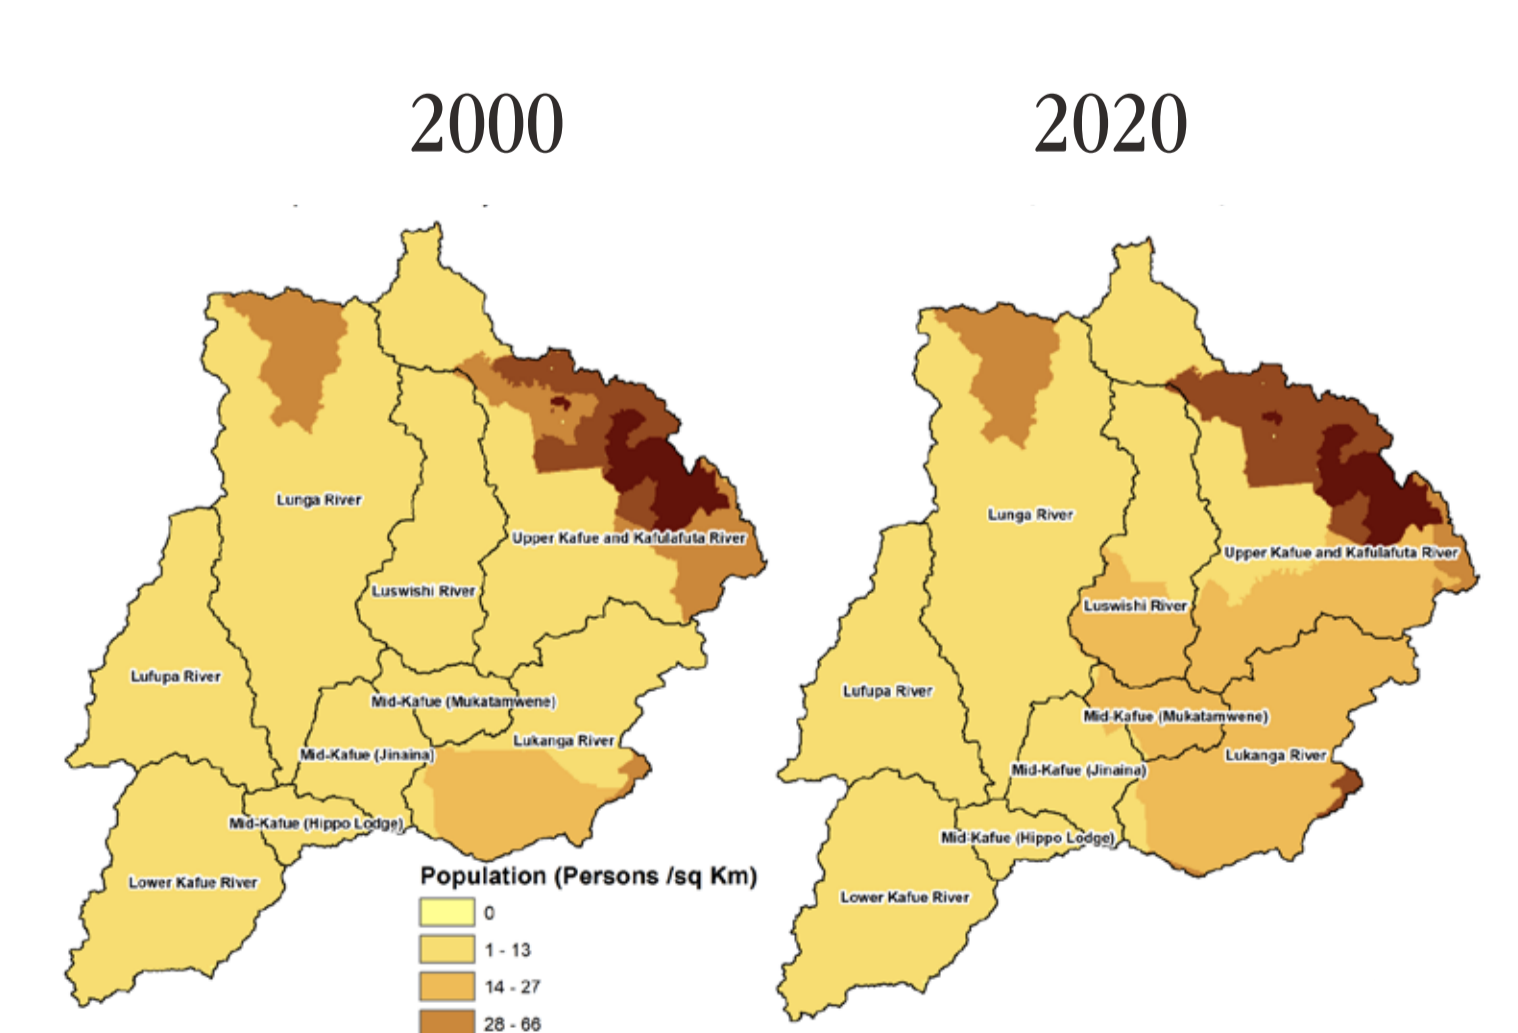 2000
2020
Lunga River
Upper Kafue and Kafulafuta River
Luswishi River
Lufupa River
Mid-Kafue (Mukatamwene)
Lukanga River
Mid-Kafue (Jinaina)
Mid-Kafue (Hippo Lodge)
Lower Kafue River
Lunga River
Upper Kafue and Kafulafuta River
Luswishi River
Lufupa River
Mid-Kafue (Mukatamwene)
Lukanga River
Mid-Kafue (Jinaina)
Mid-Kafue (Hippo Lodge)
Lower Kafue River
Population (Persons /sq Km)
0
1 - 13
14 - 27
28 - 66